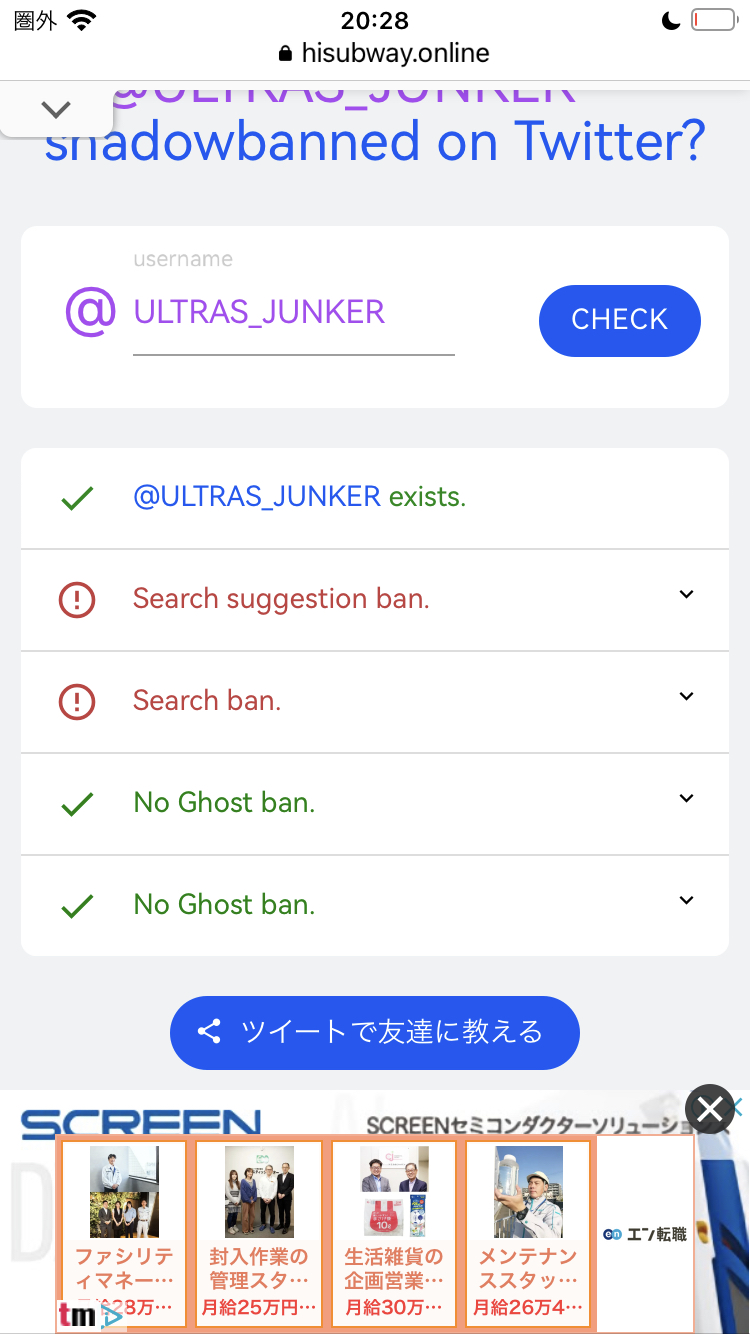 圏外
20:28
hisubway.online
@ULTRAS_JUNKER
shadowbanned on Twitter?
username
@ ULTRAS_JUNKER
CHECK
@ULTRAS_JUNKER exists.
Search suggestion ban.
Search ban.
No Ghost ban.
No Ghost ban.
ツイートで友達に教える
SCREEN
SCREENセミコンダクターソリューション
ファシリテ
ィマネー…
封入作業の
管理スタ…
生活雑貨の
企画営業…
メンテナン
ススタッ…
28万…
月給25万円…
月給30万…
月給26万4…
en エン転職
tm